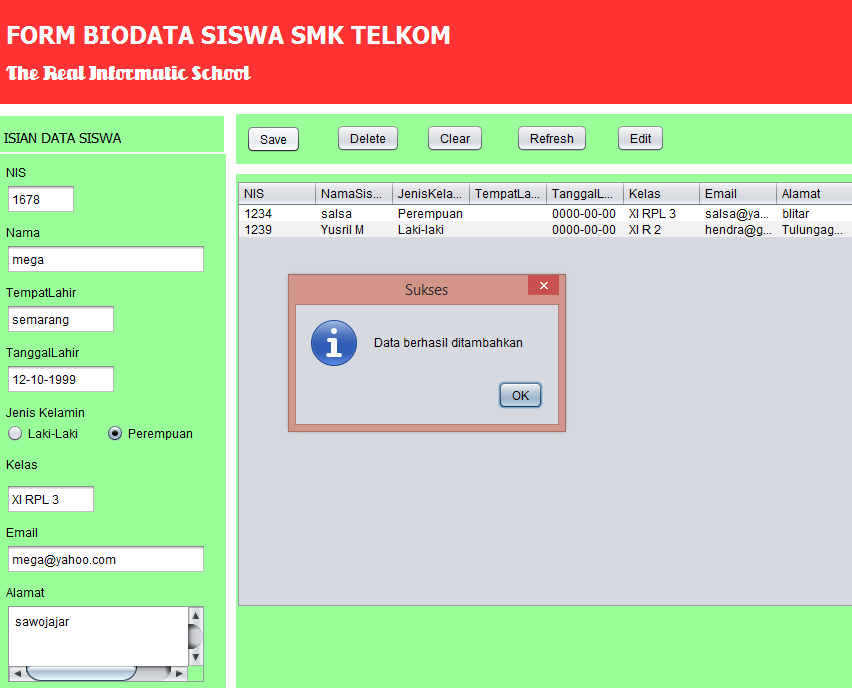 FORM BIODATA SISWA SMK TELKOM
The Real Informatic School
ISIAN DATA SISWA
NIS
1678
Nama
mega
TempatLahir
semarang
TanggalLahir
12-10-1999
Jenis Kelamin
Laki-Laki Perempuan
Kelas
XI RPL 3
Email
mega@yahoo.com
Alamat
sawojajar
Save Delete Clear Refresh Edit
NIS NamaSis... JenisKela... TempatLa... TanggalL... Kelas Email Alamat
1234 salsa Perempuan 0000-00-00 XI RPL 3 salsa@ya... blitar
1239 Yusril M Laki-laki 0000-00-00 XI R 2 hendra@g... Tulungag...
Sukses
Data berhasil ditambahkan
OK